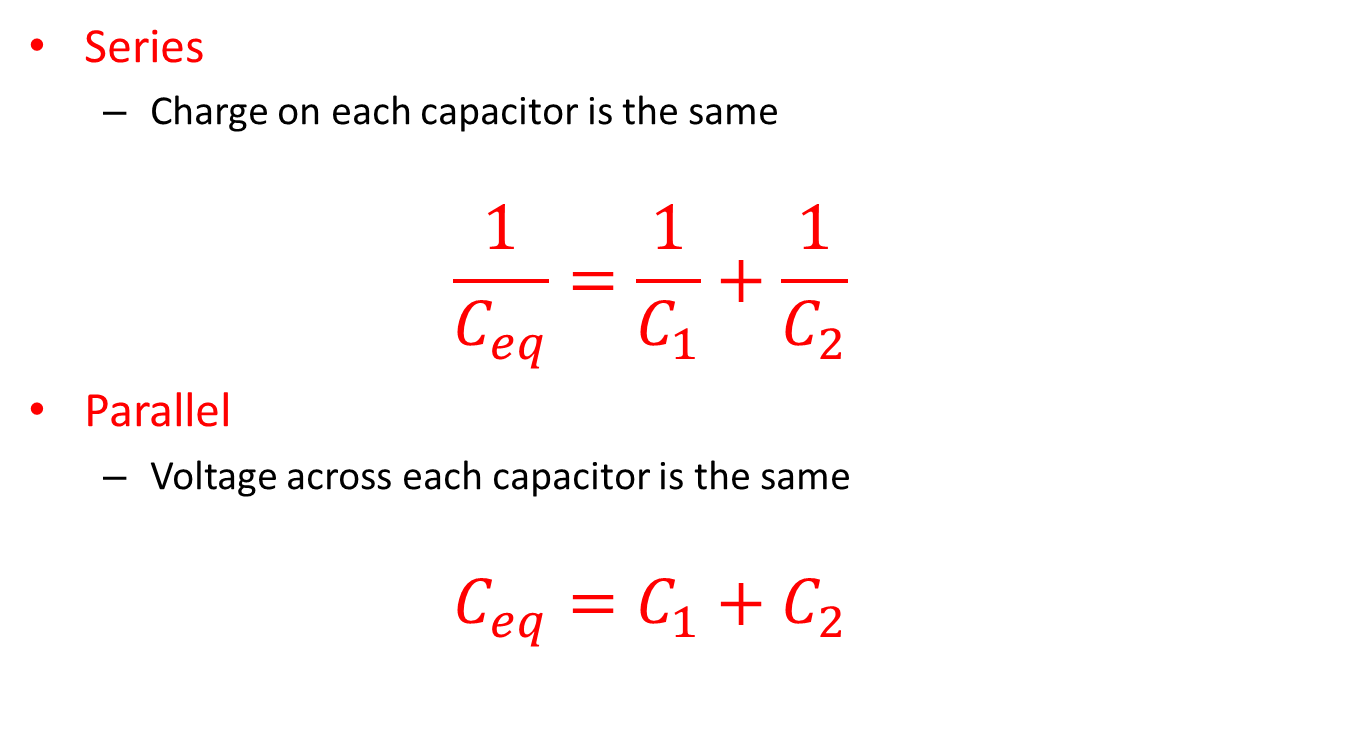 • Series
– Charge on each capacitor is the same
1/C_eq = 1/C_1 + 1/C_2
• Parallel
– Voltage across each capacitor is the same
C_eq = C_1 + C_2